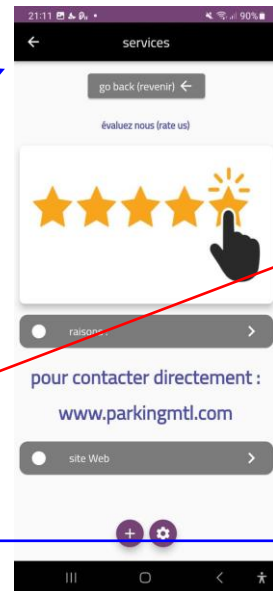 21:11
90%
services
go back (revenir)
évaluez nous (rate us)
raisons :
pour contacter directement :
www.parkingmtl.com
site Web